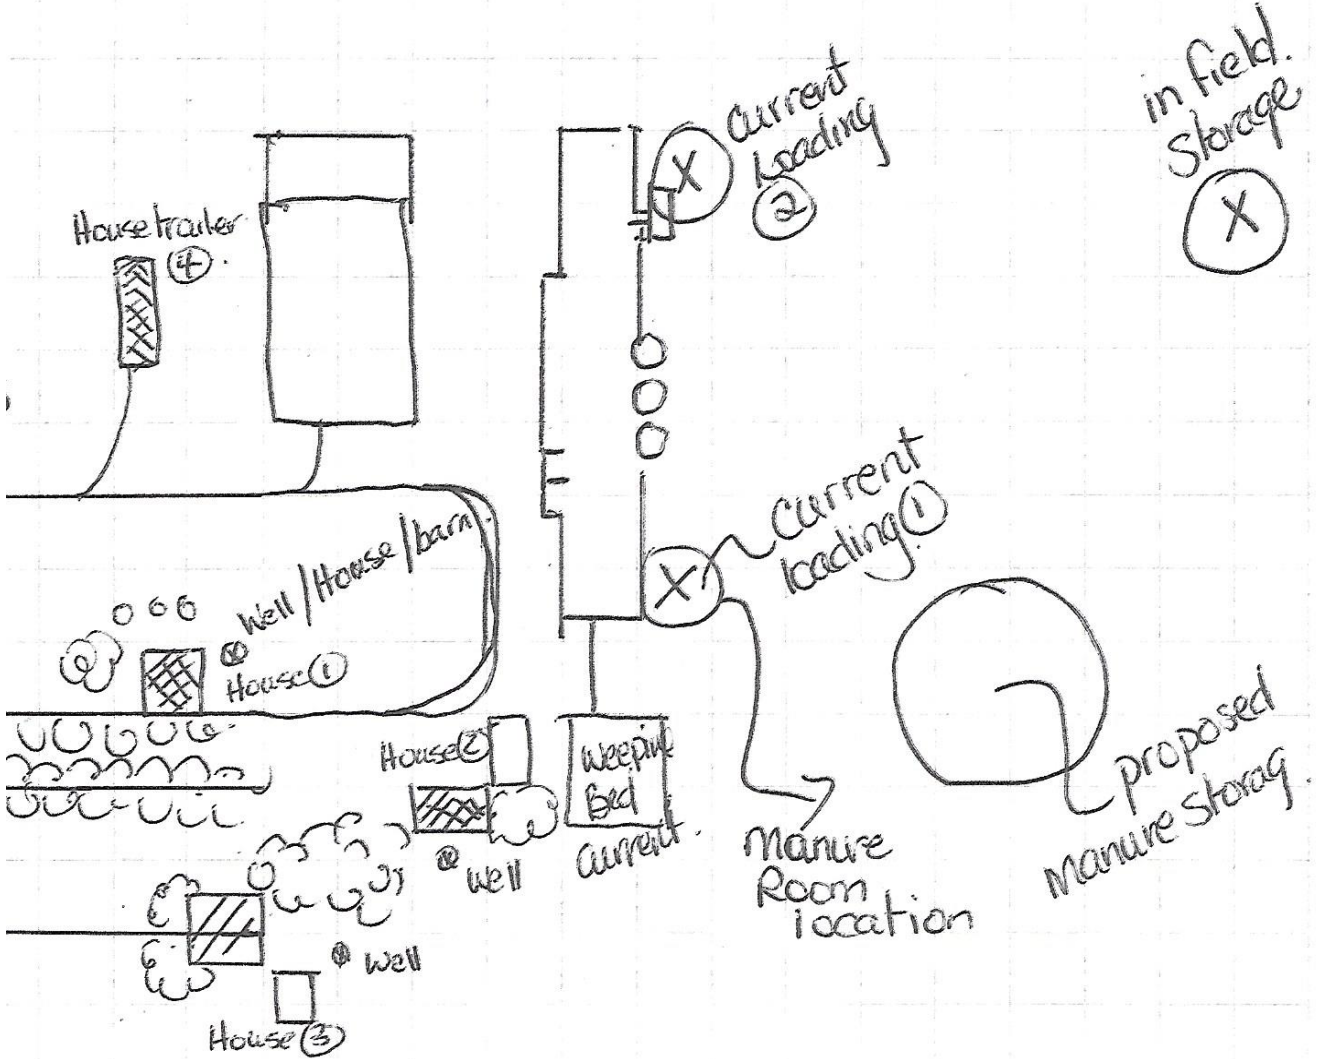 in field.
Storage
X
Current
Loading
②
X
House trailer
④.
Current
loading ①
X
Well/House/barn.
House ①
proposed
Manure Storag.
House ②
Weeping
Bed
Current.
Well
Manure
Room
location
Well
House ③